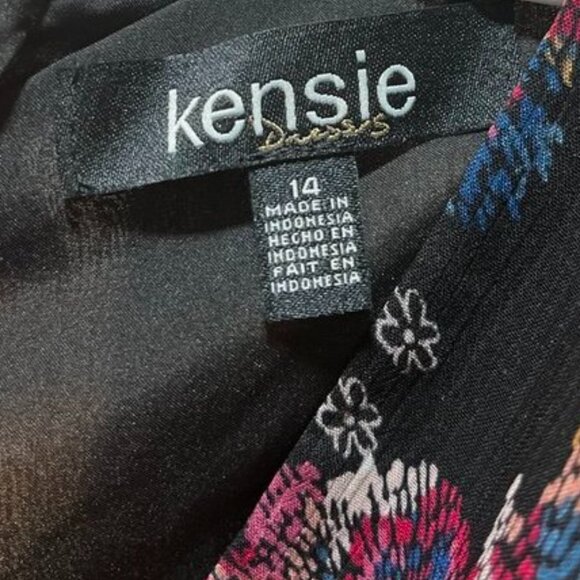 kensie
Dresses
14
MADE IN
INDONESIA
HECHO EN
INDONESIA
FAIT EN
INDONESIA